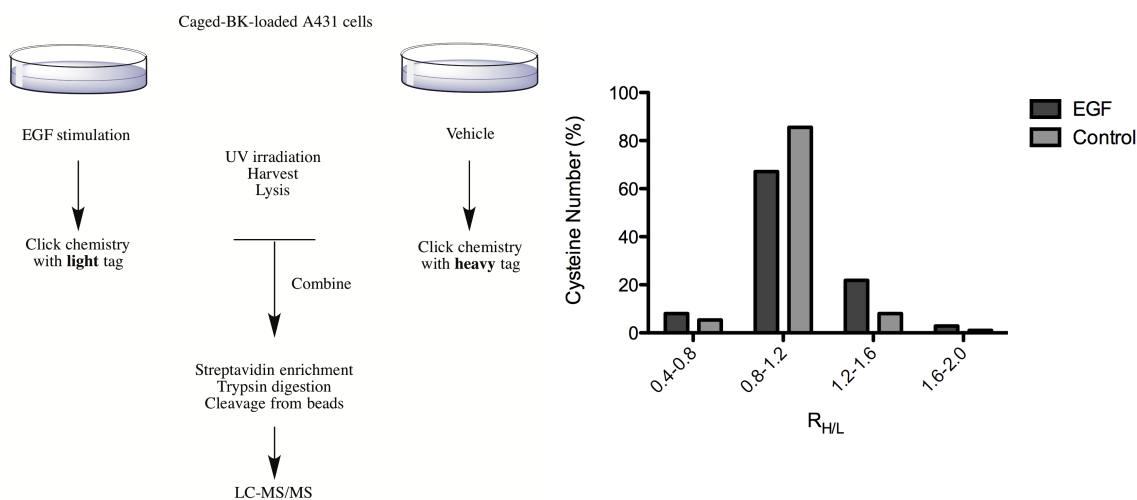 Caged-BK-loaded A431 cells
EGF stimulation
Vehicle
UV irradiation
Harvest
Lysis
Click chemistry
with light tag
Click chemistry
with heavy tag
Combine
Streptavidin enrichment
Trypsin digestion
Cleavage from beads
LC-MS/MS
Cysteine Number (%)
100
80
60
40
20
0
0.4-0.8
0.8-1.2
1.2-1.6
1.6-2.0
RH/L
EGF
Control